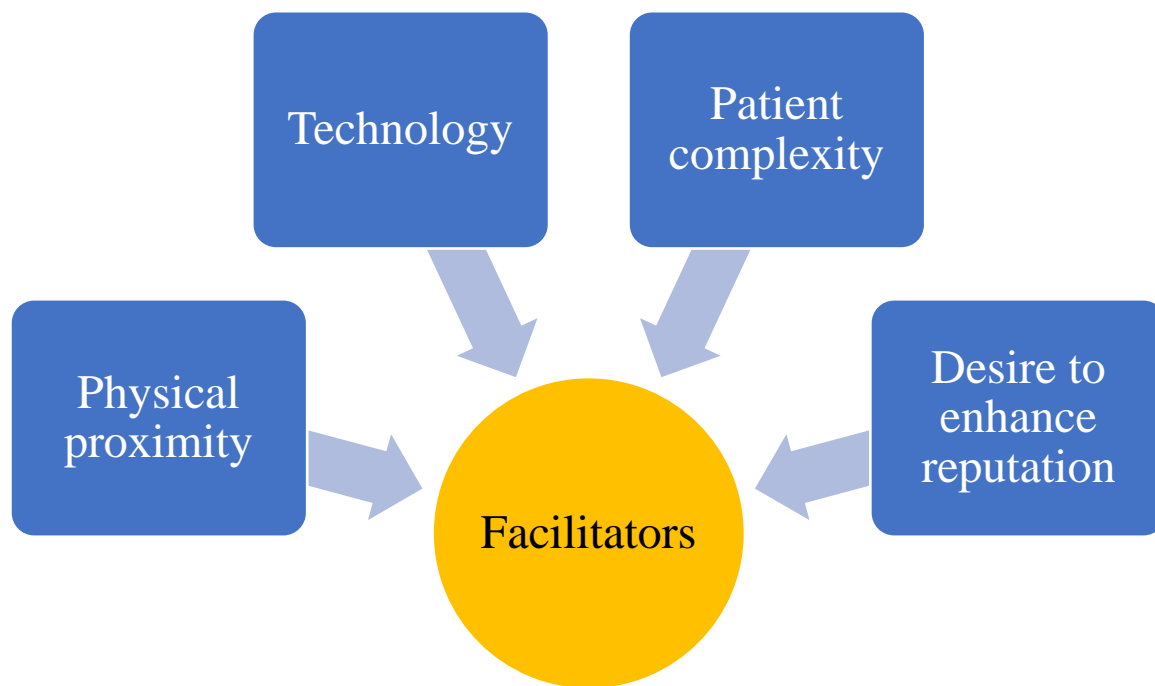 Technology
Patient
complexity
Physical
proximity
Desire to
enhance
reputation
Facilitators